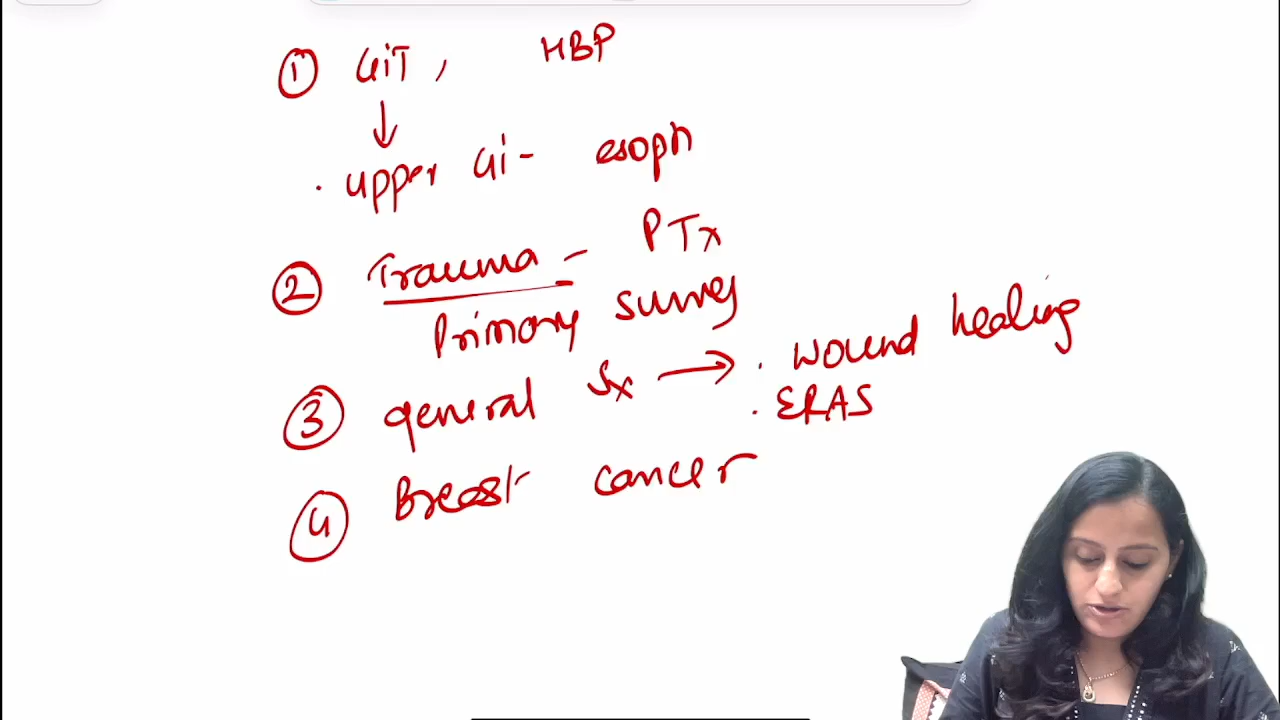 ① GIT, HBP
↓
· upper GI - esoph
② Trauma - PTx
Primary survey
③ general Sx → · wound healing
· ERAS
④ Breast cancer